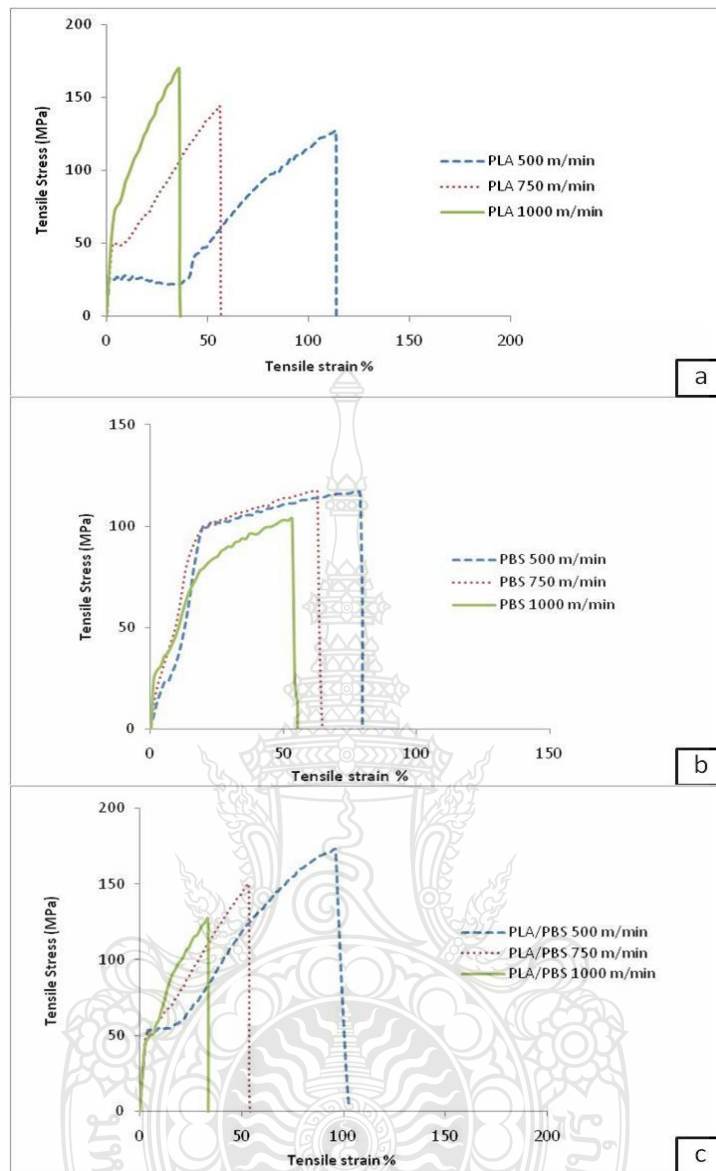 200
150
100
50
0
Tensile Stress (MPa)
0 50 100 150 200
Tensile strain %
PLA 500 m/min
PLA 750 m/min
PLA 1000 m/min
a
150
100
50
0
Tensile Stress (MPa)
0 50 100 150
Tensile strain %
PBS 500 m/min
PBS 750 m/min
PBS 1000 m/min
b
200
150
100
50
0
Tensile Stress (MPa)
0 50 100 150 200
Tensile strain %
PLA/PBS 500 m/min
PLA/PBS 750 m/min
PLA/PBS 1000 m/min
c